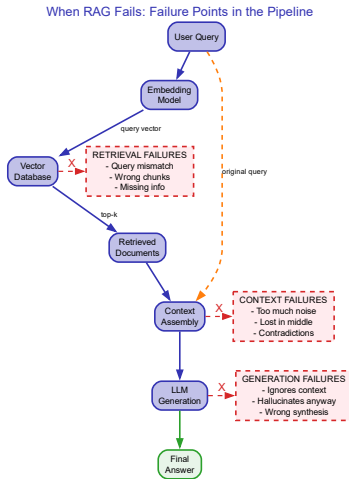 When RAG Fails: Failure Points in the Pipeline
User Query
Embedding
Model
query vector
Vector
Database
X
RETRIEVAL FAILURES
- Query mismatch
- Wrong chunks
- Missing info
original query
top-k
Retrieved
Documents
Context
Assembly
X
CONTEXT FAILURES
- Too much noise
- Lost in middle
- Contradictions
LLM
Generation
X
GENERATION FAILURES
- Ignores context
- Hallucinates anyway
- Wrong synthesis
Final
Answer